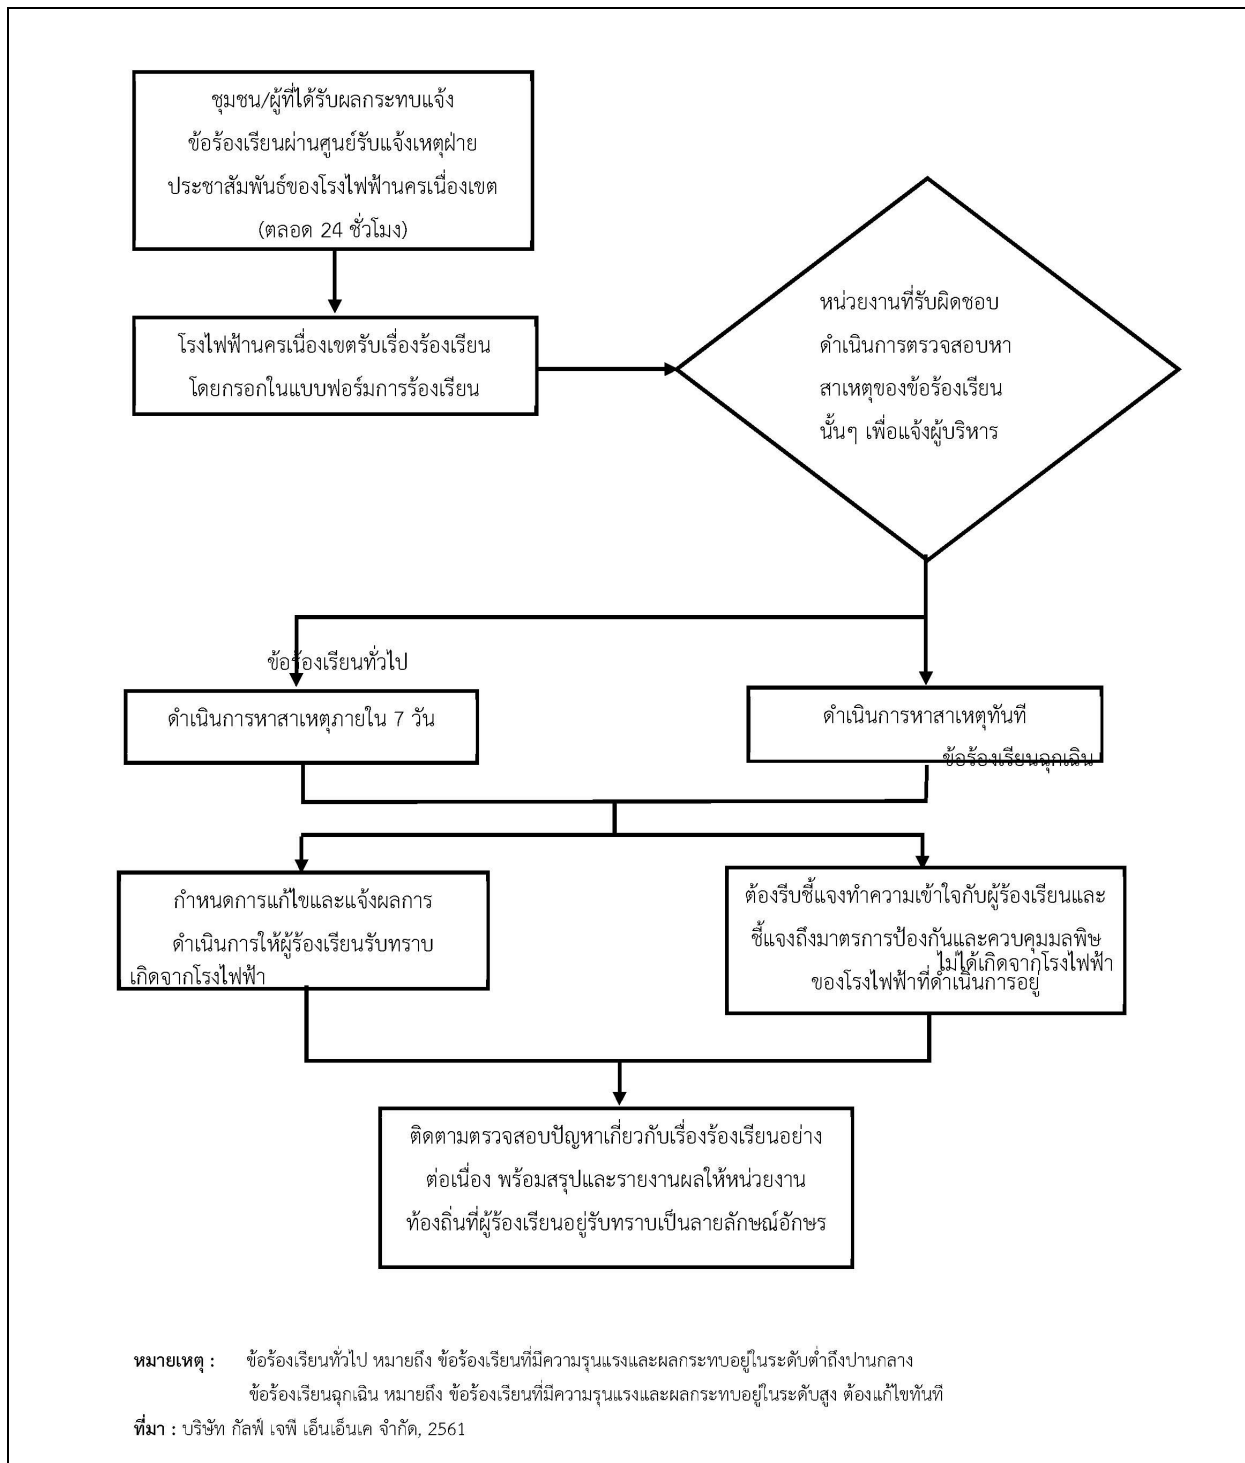 ชุมชน/ผู้ที่ได้รับผลกระทบแจ้ง
ข้อร้องเรียนผ่านศูนย์รับแจ้งเหตุฝ่าย
ประชาสัมพันธ์ของโรงไฟฟ้านครเนื่องเขต
(ตลอด 24 ชั่วโมง)
โรงไฟฟ้านครเนื่องเขตรับเรื่องร้องเรียน
โดยกรอกในแบบฟอร์มการร้องเรียน
หน่วยงานที่รับผิดชอบ
ดำเนินการตรวจสอบหา
สาเหตุของข้อร้องเรียน
นั้นๆ เพื่อแจ้งผู้บริหาร
ข้อร้องเรียนทั่วไป
ดำเนินการหาสาเหตุภายใน 7 วัน
ดำเนินการหาสาเหตุทันที
ข้อร้องเรียนฉุกเฉิน
กำหนดการแก้ไขและแจ้งผลการ
ดำเนินการให้ผู้ร้องเรียนรับทราบ
เกิดจากโรงไฟฟ้า
ต้องรีบชี้แจงทำความเข้าใจกับผู้ร้องเรียนและ
ชี้แจงถึงมาตรการป้องกันและควบคุมมลพิษ
ไม่ได้เกิดจากโรงไฟฟ้า
ของโรงไฟฟ้าที่ดำเนินการอยู่
ติดตามตรวจสอบปัญหาเกี่ยวกับเรื่องร้องเรียนอย่าง
ต่อเนื่อง พร้อมสรุปและรายงานผลให้หน่วยงาน
ท้องถิ่นที่ผู้ร้องเรียนอยู่รับทราบเป็นลายลักษณ์อักษร
หมายเหตุ : ข้อร้องเรียนทั่วไป หมายถึง ข้อร้องเรียนที่มีความรุนแรงและผลกระทบอยู่ในระดับต่ำถึงปานกลาง
ข้อร้องเรียนฉุกเฉิน หมายถึง ข้อร้องเรียนที่มีความรุนแรงและผลกระทบอยู่ในระดับสูง ต้องแก้ไขทันที
ที่มา : บริษัท กัลฟ์ เจพี เอ็นเอ็นเค จำกัด, 2561